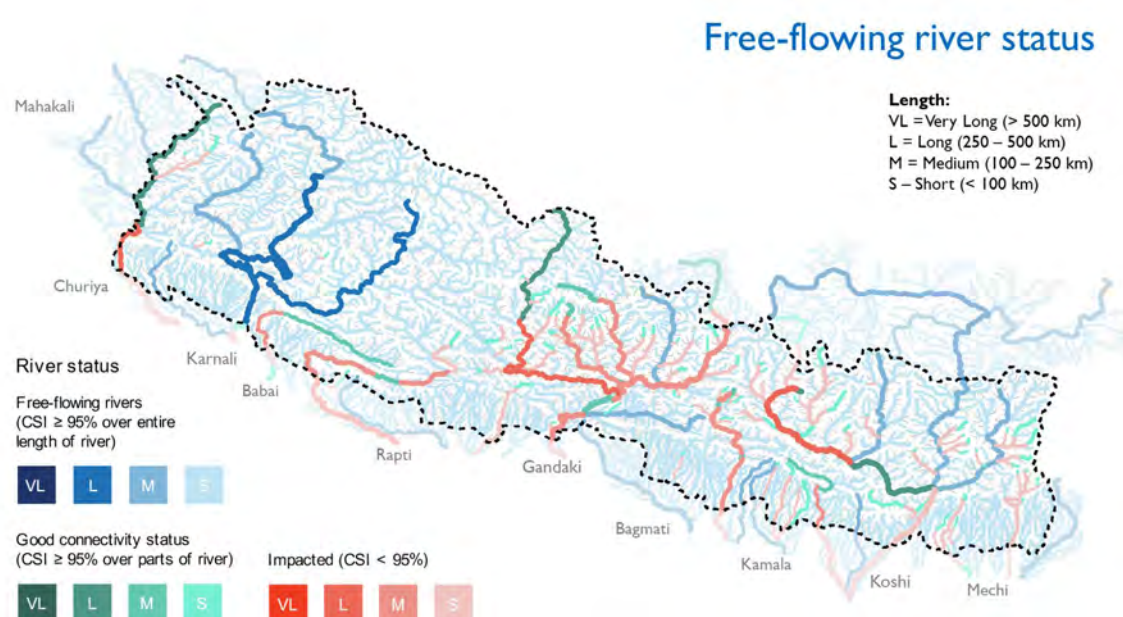 Free-flowing river status
Length:
VL = Very Long (> 500 km)
L = Long (250 – 500 km)
M = Medium (100 – 250 km)
S – Short (< 100 km)
Mahakali
Churiya
Karnali
Babai
Rapti
Gandaki
Bagmati
Kamala
Koshi
Mechi
River status
Free-flowing rivers
(CSI ≥ 95% over entire
length of river)
VL L M S
Good connectivity status
(CSI ≥ 95% over parts of river)
VL L M S
Impacted (CSI < 95%)
VL L M S